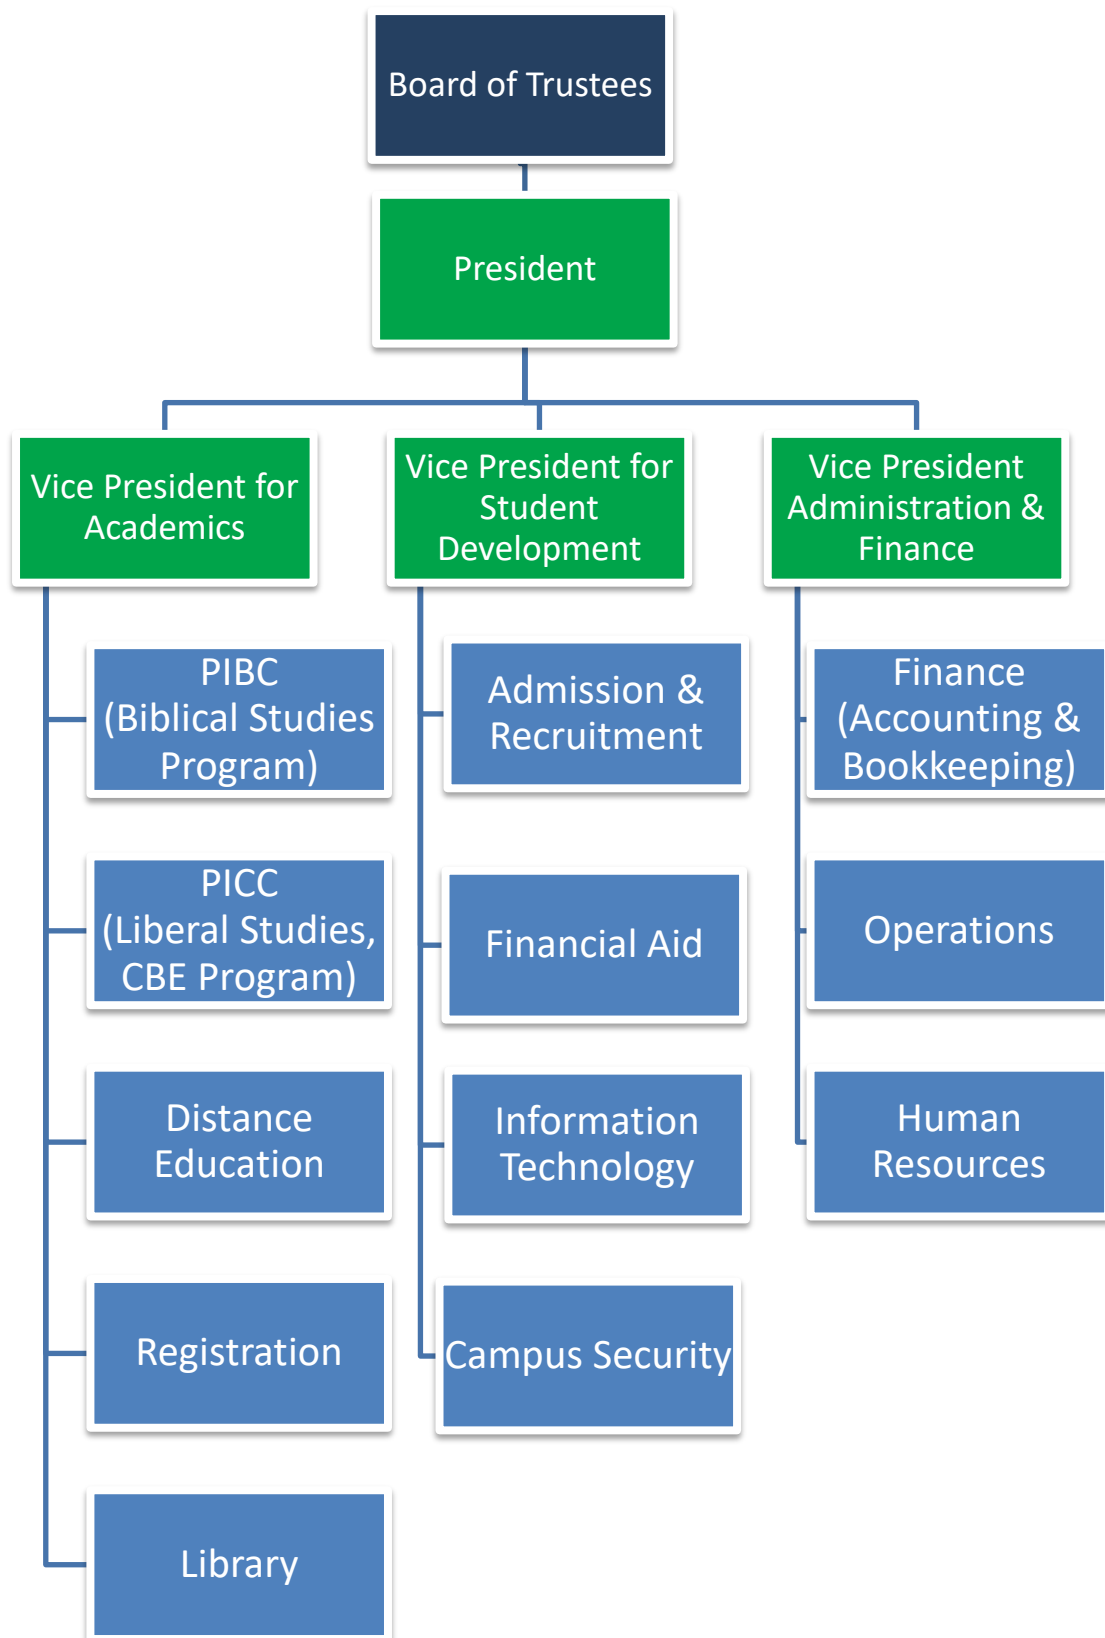 Board of Trustees
President
Vice President for
Academics
Vice President for
Student
Development
Vice President
Administration &
Finance
PIBC
(Biblical Studies
Program)
PICC
(Liberal Studies,
CBE Program)
Distance
Education
Registration
Library
Admission &
Recruitment
Financial Aid
Information
Technology
Campus Security
Finance
(Accounting &
Bookkeeping)
Operations
Human
Resources